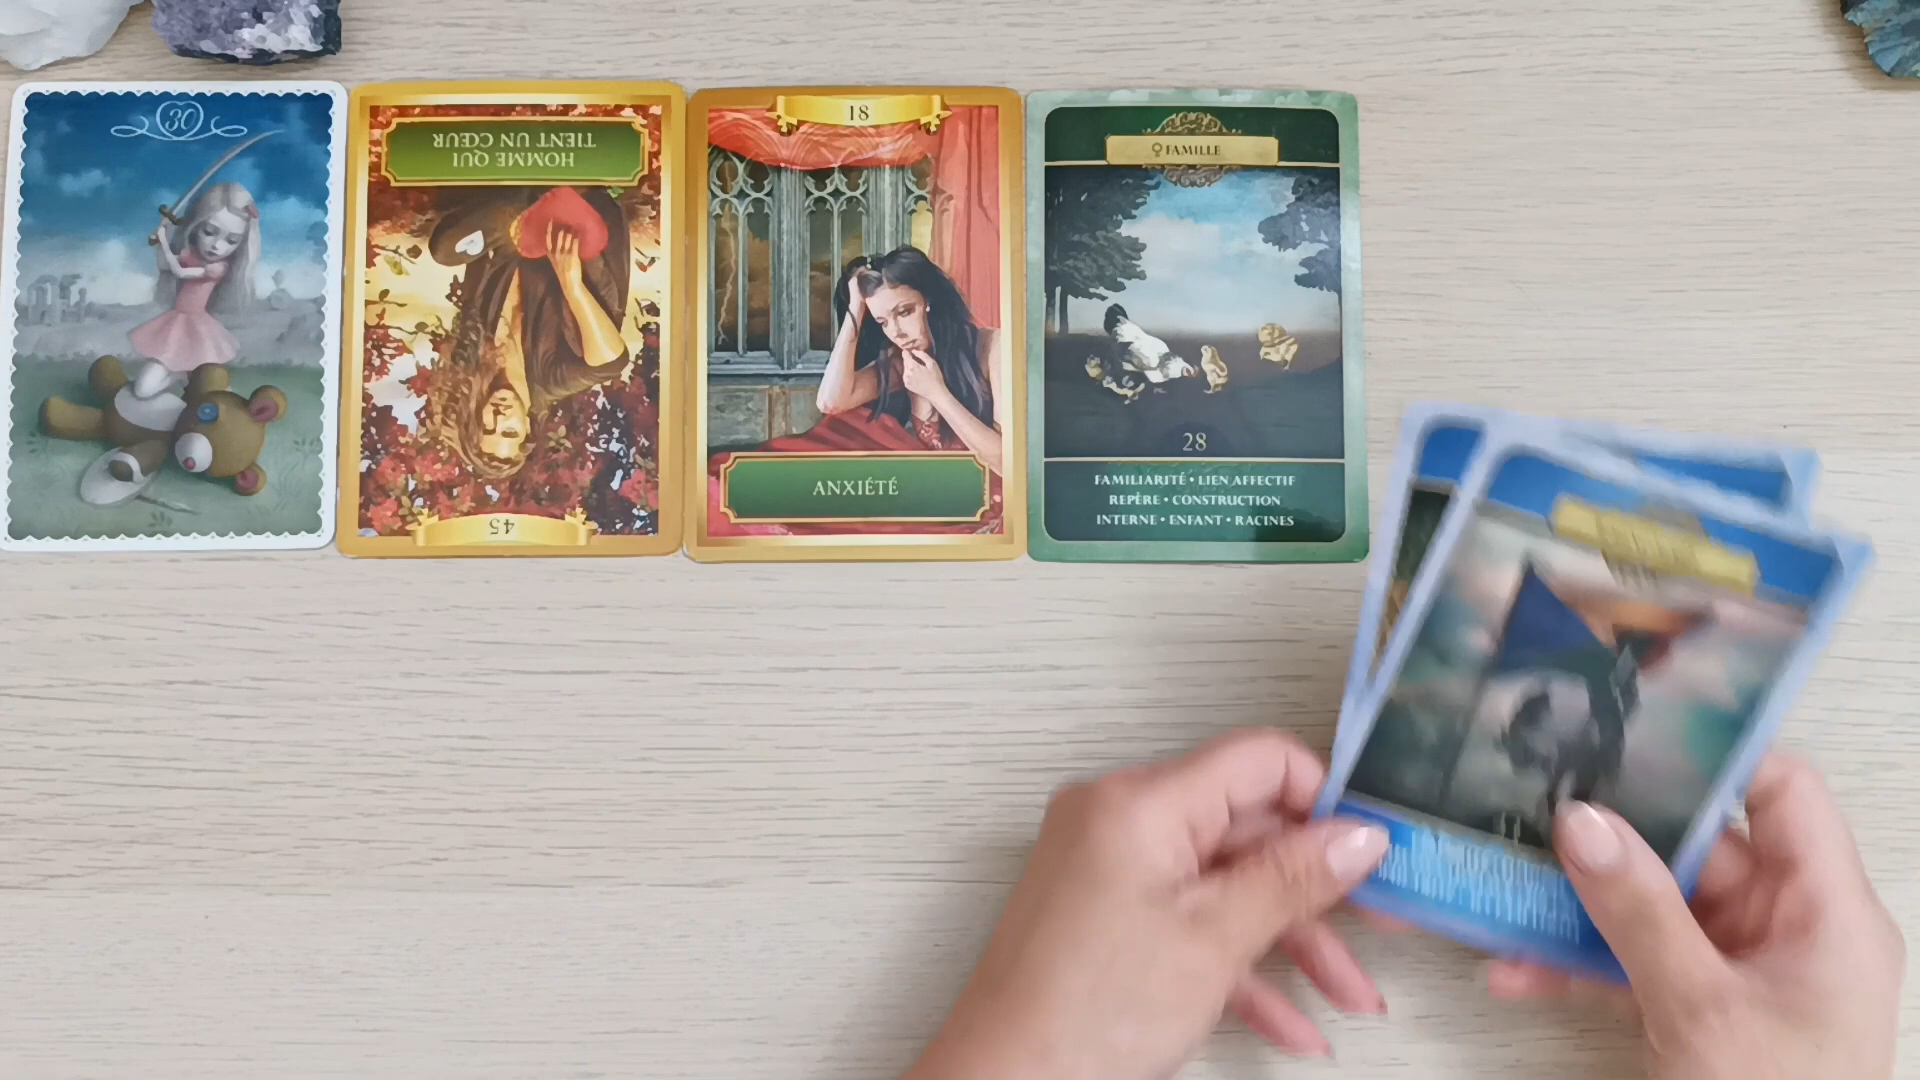 30
HOMME QUI
TIENT UN CŒUR
45
18
ANXIÉTÉ
♀ FAMILLE
28
FAMILIARITÉ • LIEN AFFECTIF
REPÈRE • CONSTRUCTION
INTERNE • ENFANT • RACINES